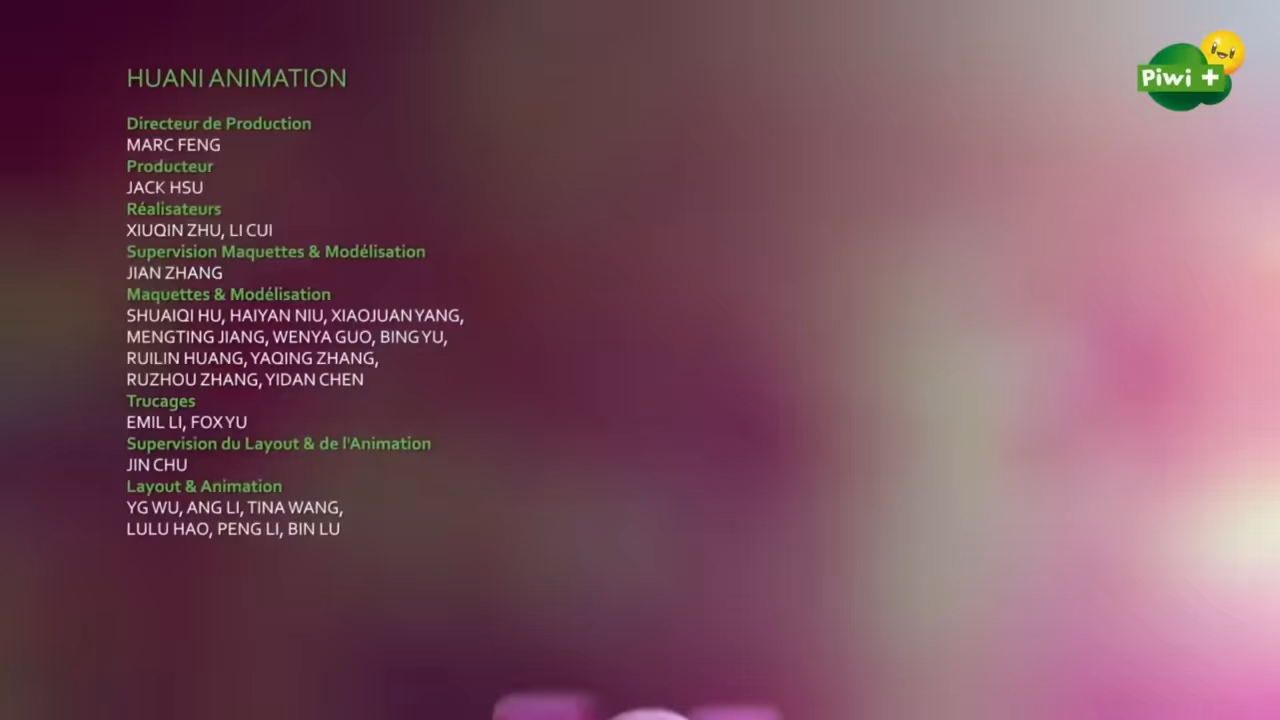 HUANI ANIMATION
Piwi +
Directeur de Production
MARC FENG
Producteur
JACK HSU
Réalisateurs
XIUQIN ZHU, LI CUI
Supervision Maquettes & Modélisation
JIAN ZHANG
Maquettes & Modélisation
SHUAIQI HU, HAIYAN NIU, XIAOJUAN YANG,
MENGTING JIANG, WENYA GUO, BING YU,
RUILIN HUANG, YAQING ZHANG,
RUZHOU ZHANG, YIDAN CHEN
Trucages
EMIL LI, FOX YU
Supervision du Layout & de l'Animation
JIN CHU
Layout & Animation
YG WU, ANG LI, TINA WANG,
LULU HAO, PENG LI, BIN LU